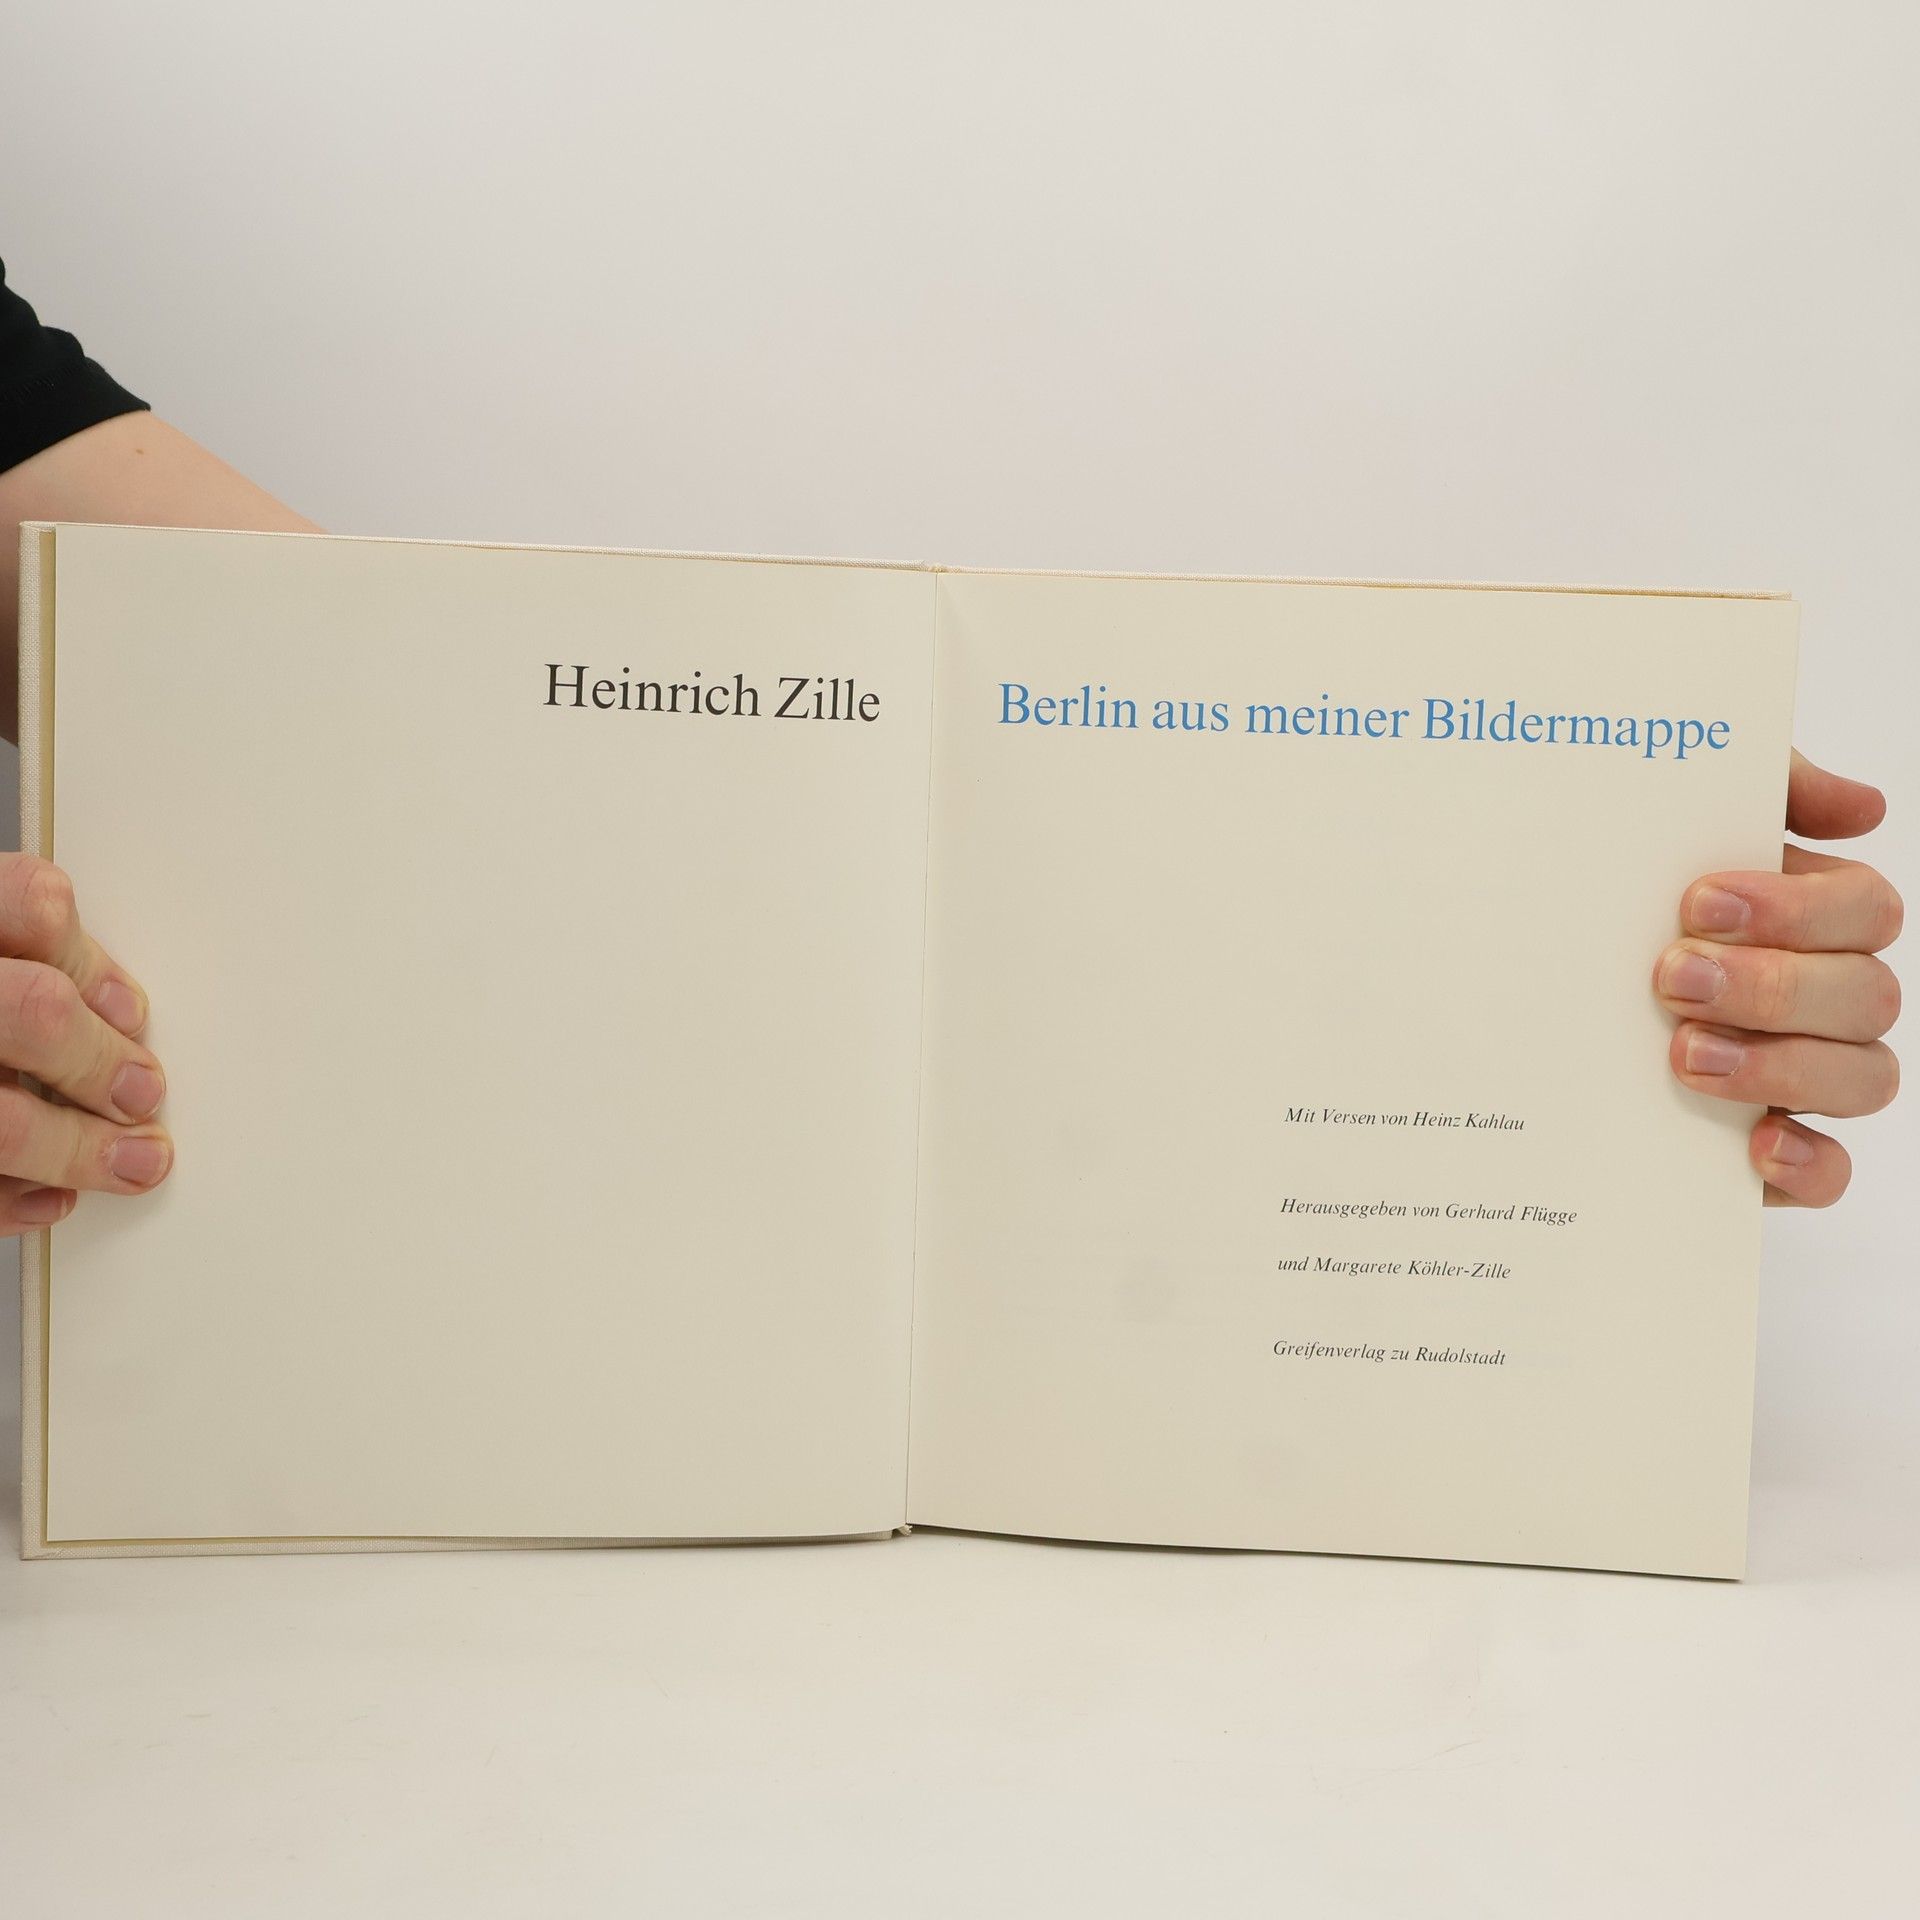 Heinrich Zille
Berlin aus meiner Bildermappe
Mit Versen von Heinz Kahlau
Herausgegeben von Gerhard Flügge
und Margarete Köhler-Zille
Greifenverlag zu Rudolstadt